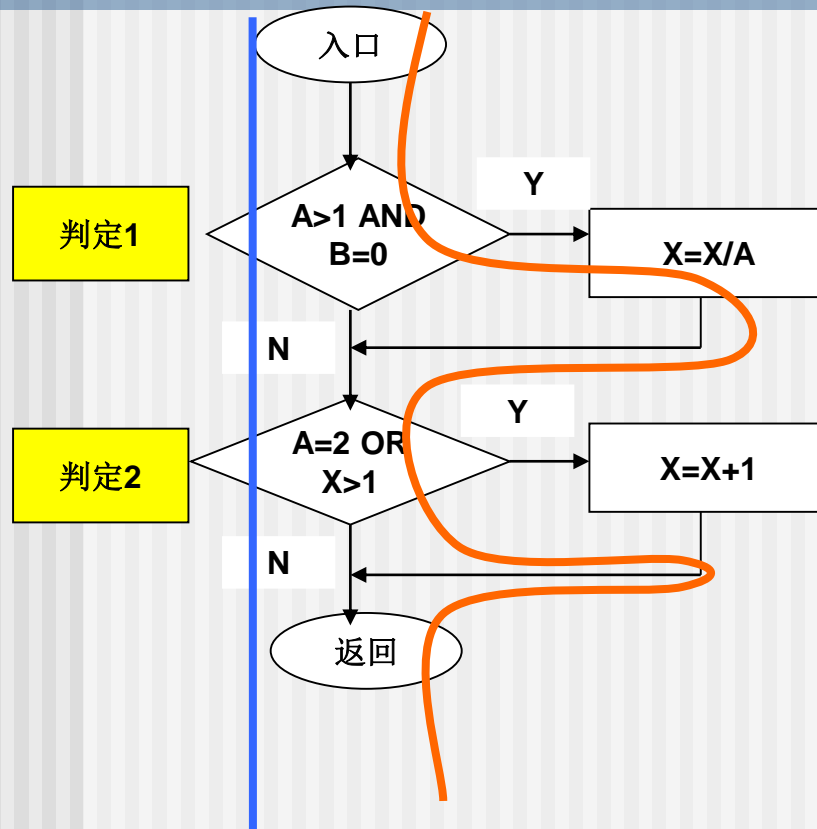 入口
Y
判定1
A>1 AND
B=0
X=X/A
N
Y
判定2
A=2 OR
X>1
X=X+1
N
返回